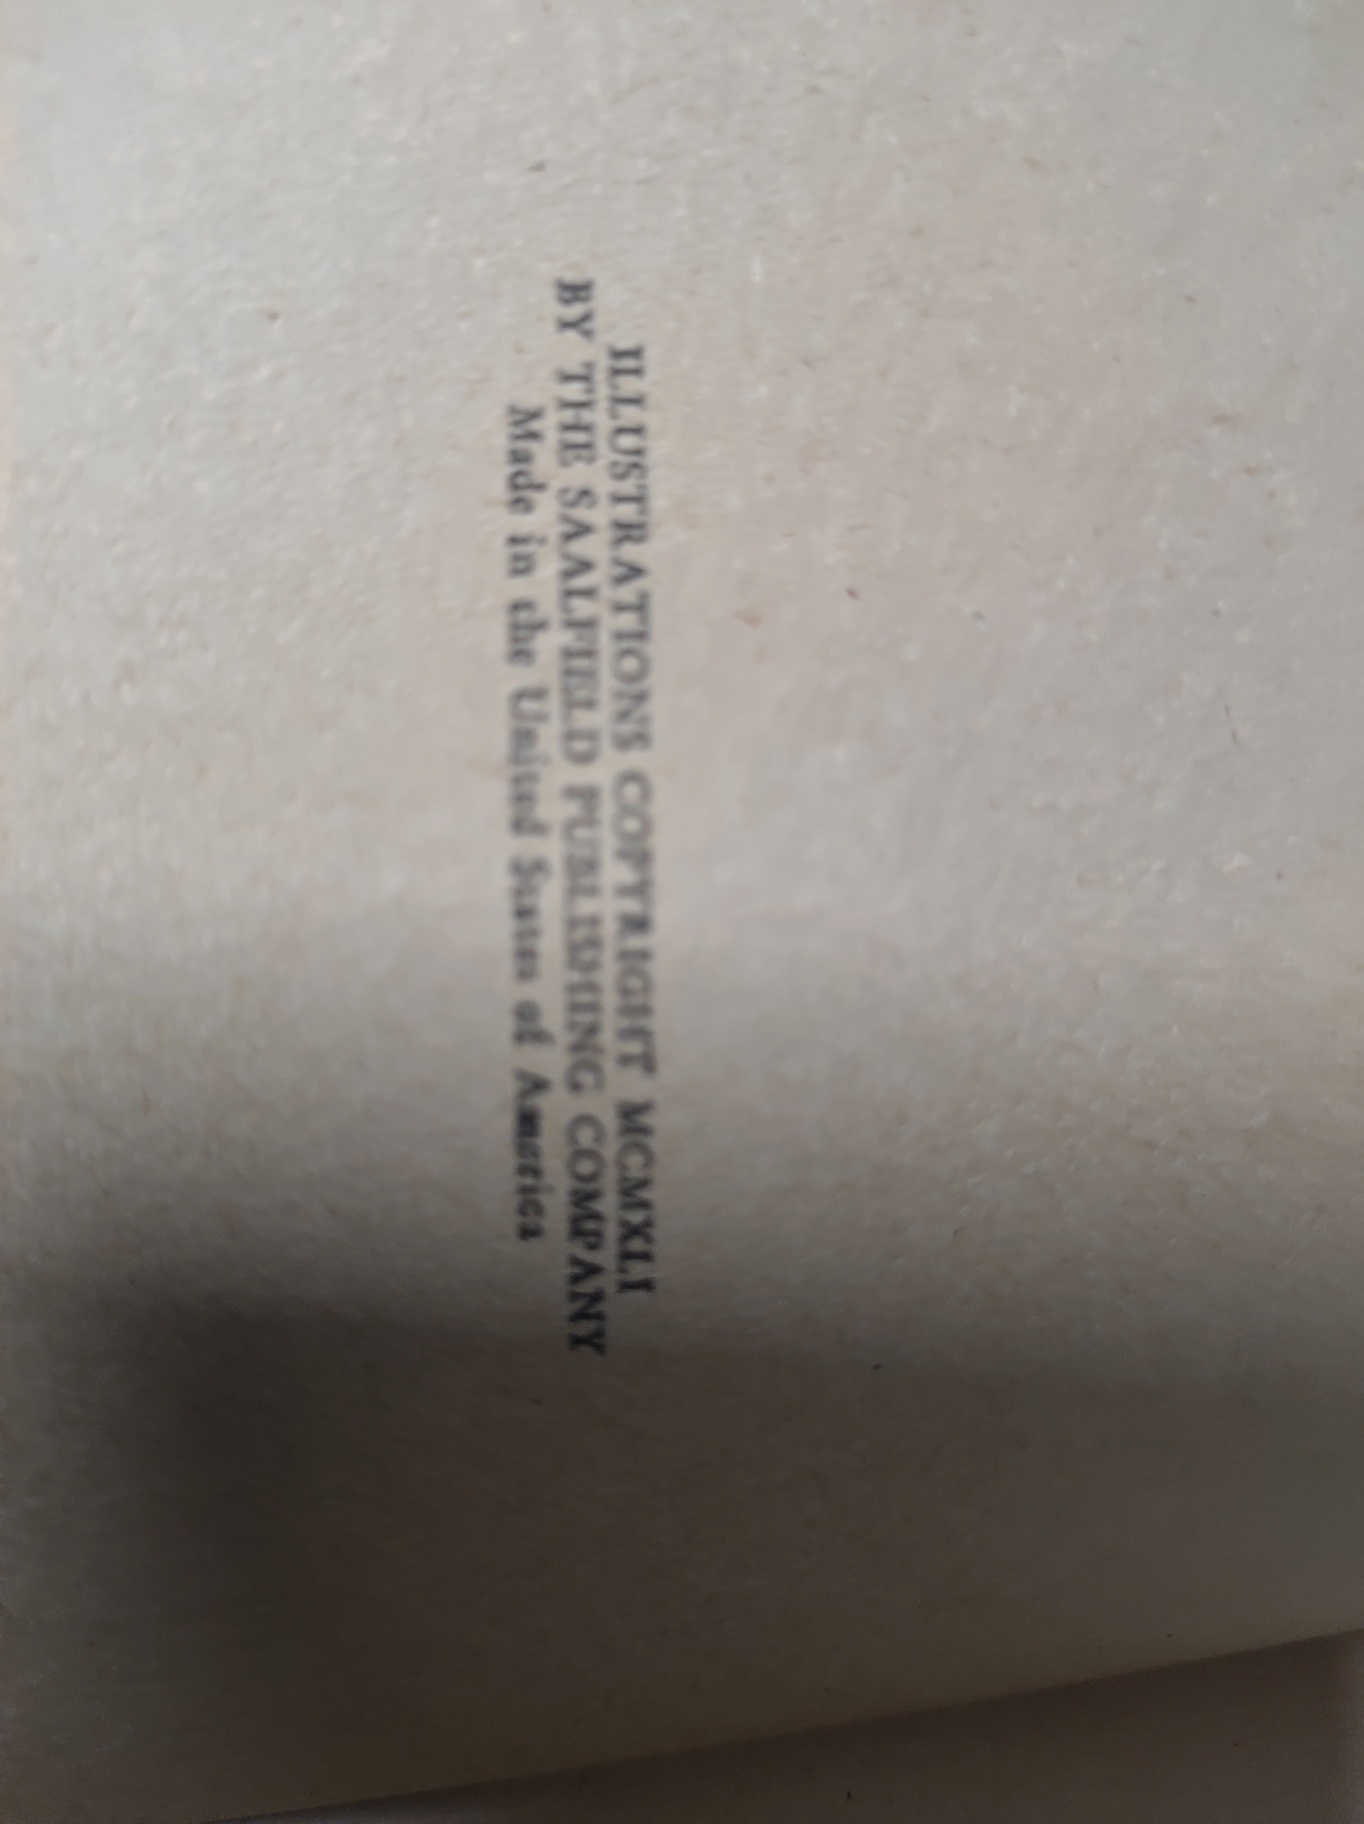 ILLUSTRATIONS COPYRIGHT MCMXLI
BY THE SAALFIELD PUBLISHING COMPANY
Made in the United States of America